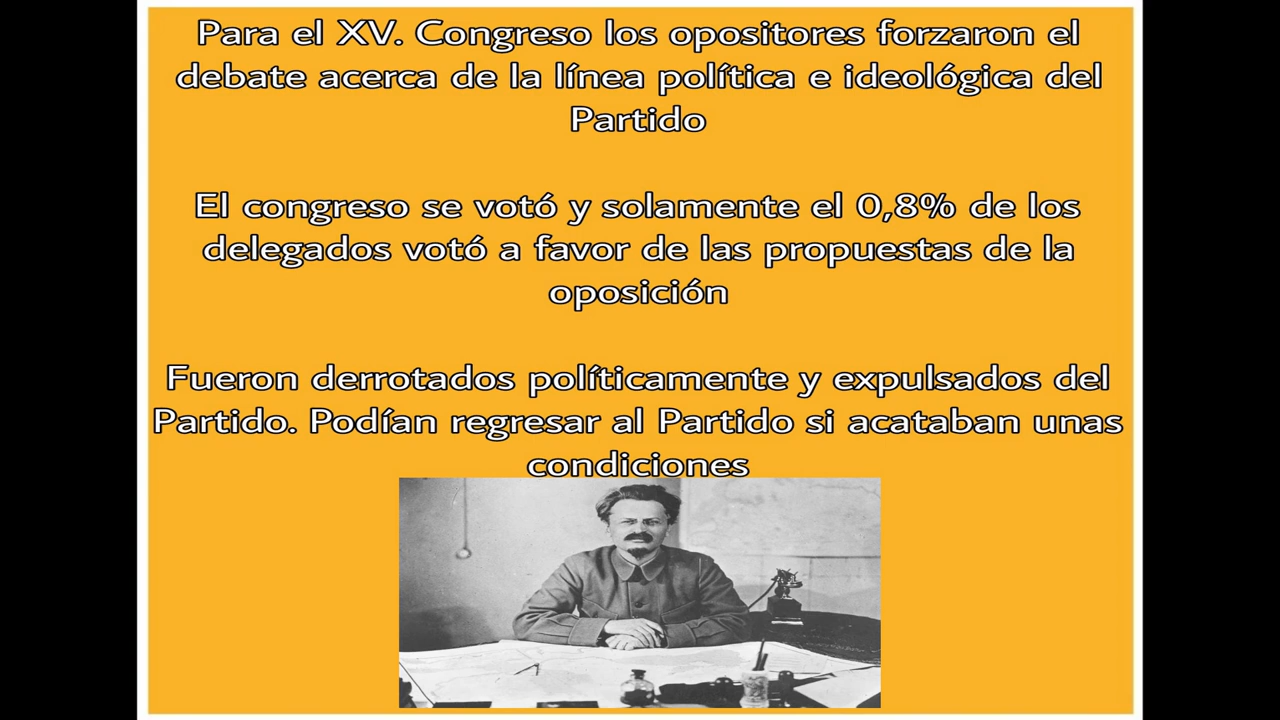 Para el XV. Congreso los opositores forzaron el
debate acerca de la línea política e ideológica del
Partido
El congreso se votó y solamente el 0,8% de los
delegados votó a favor de las propuestas de la
oposición
Fueron derrotados políticamente y expulsados del
Partido. Podían regresar al Partido si acataban unas
condiciones